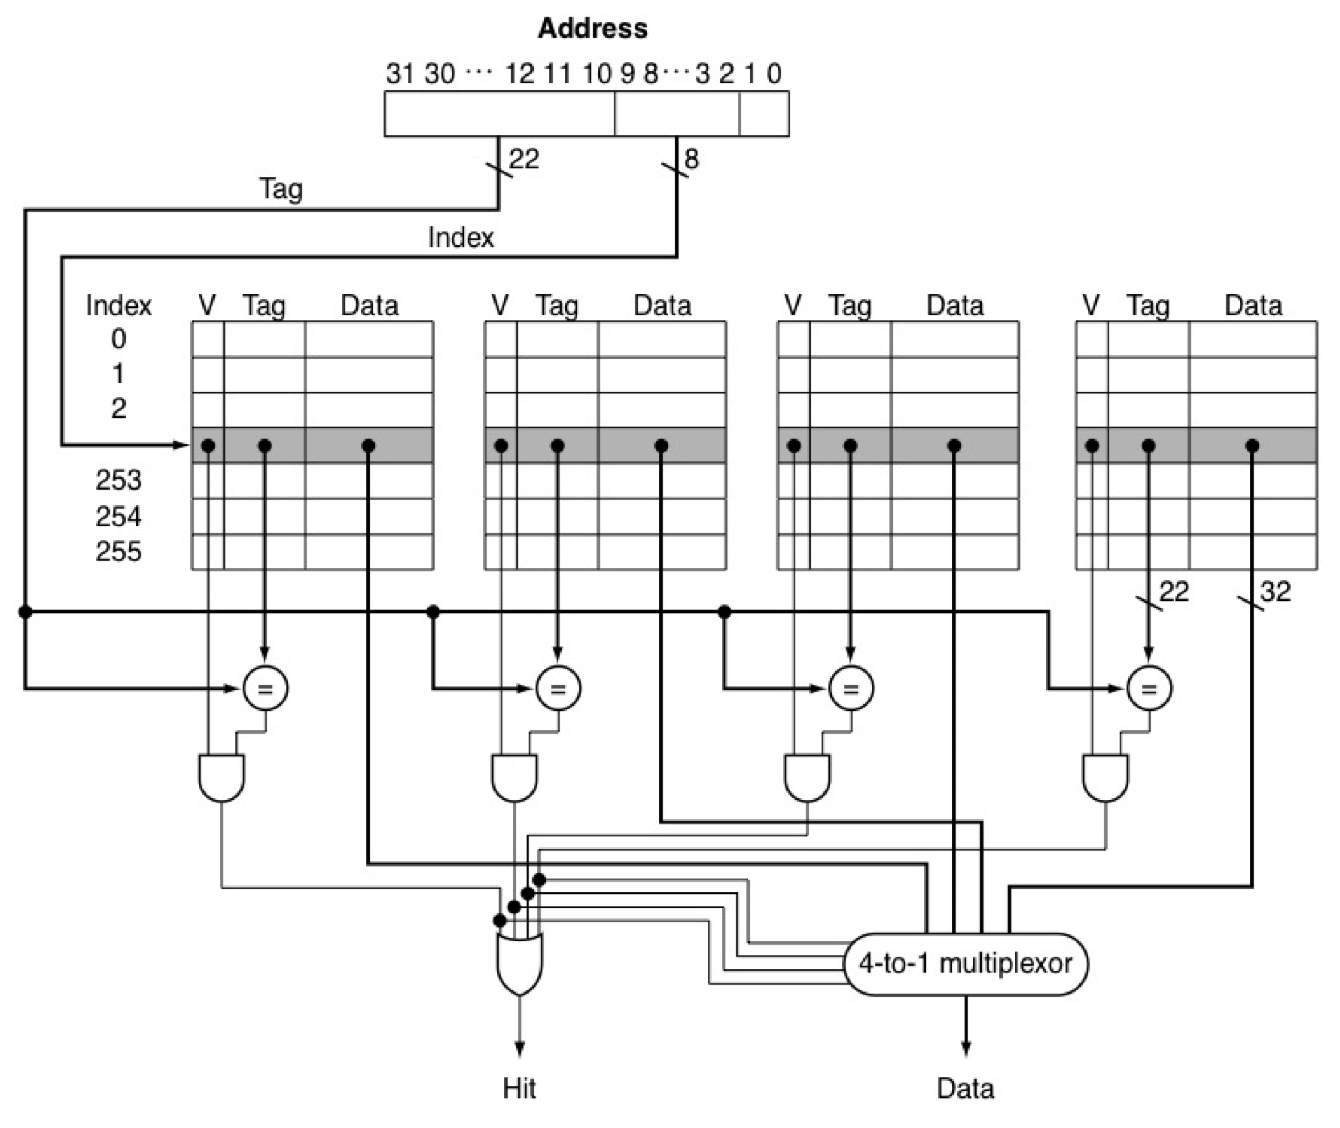 Address
31 30 ··· 12 11 10 9 8 ··· 3 2 1 0
22
8
Tag
Index
Index V Tag Data V Tag Data V Tag Data V Tag Data
0
1
2
253
254
255
22 32
= = = =
4-to-1 multiplexor
Hit Data